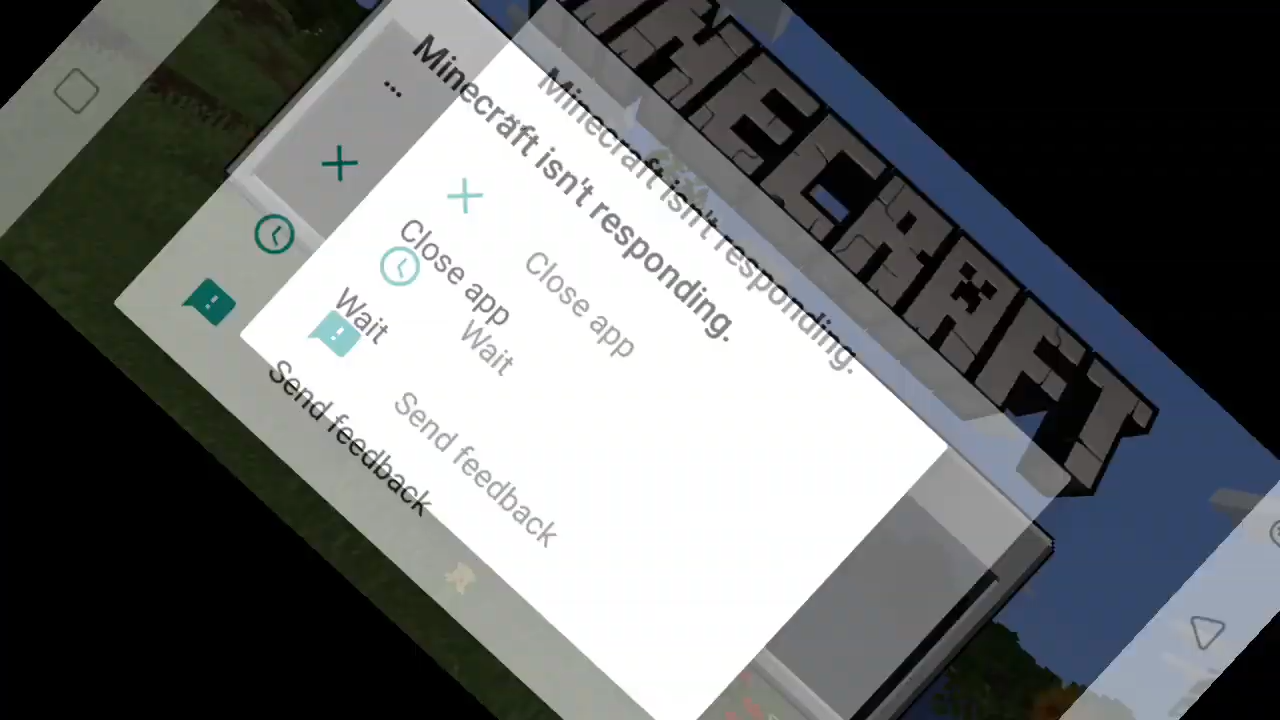 MINECRAFT
Minecraft isn't responding.
Close app
Wait
Send feedback
Minecraft isn't responding.
Close app
Wait
Send feedback
...